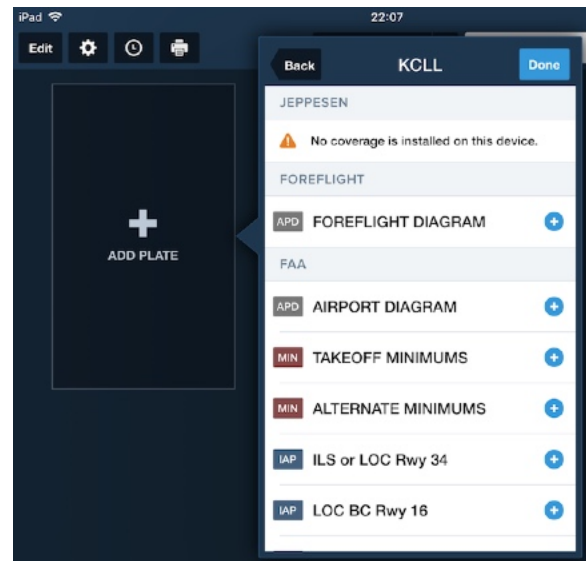 iPad
22:07
Edit
Back
KCLL
Done
JEPPESEN
No coverage is installed on this device.
FOREFLIGHT
APD FOREFLIGHT DIAGRAM
ADD PLATE
FAA
APD AIRPORT DIAGRAM
MIN TAKEOFF MINIMUMS
MIN ALTERNATE MINIMUMS
IAP ILS or LOC Rwy 34
IAP LOC BC Rwy 16